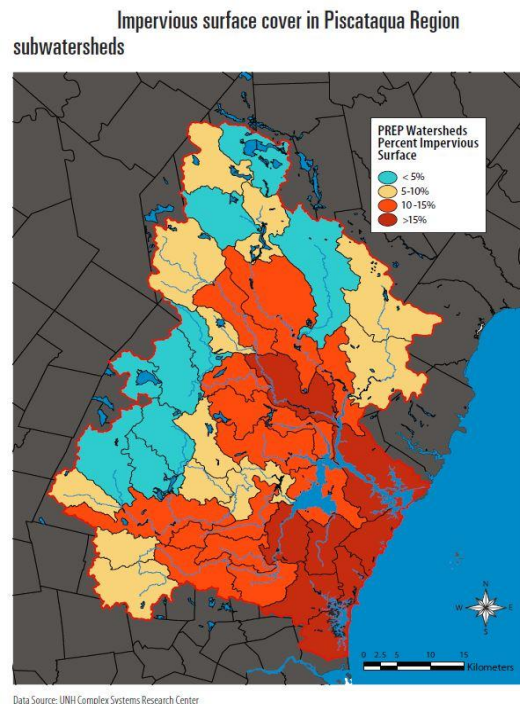 Impervious surface cover in Piscataqua Region
subwatersheds
PREP Watersheds
Percent Impervious
Surface
< 5%
5-10%
10-15%
>15%
N
W E
S
0 2.5 5 10 15
Kilometers
Data Source: UNH Complex Systems Research Center